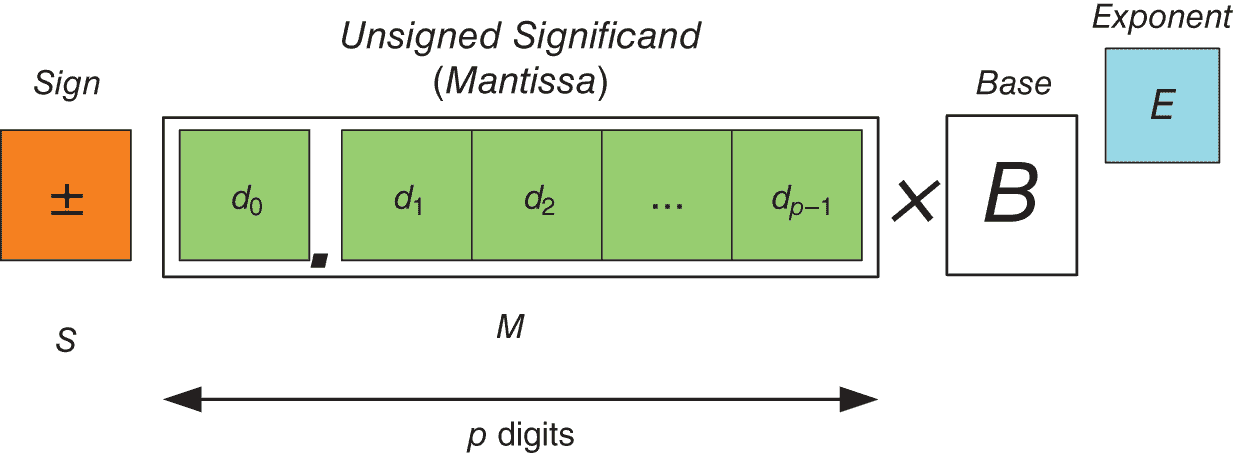 Exponent
Unsigned Significand
(Mantissa)
Sign
Base
E
±
d0
.
d1
d2
...
dp−1
×
B
S
M
p digits